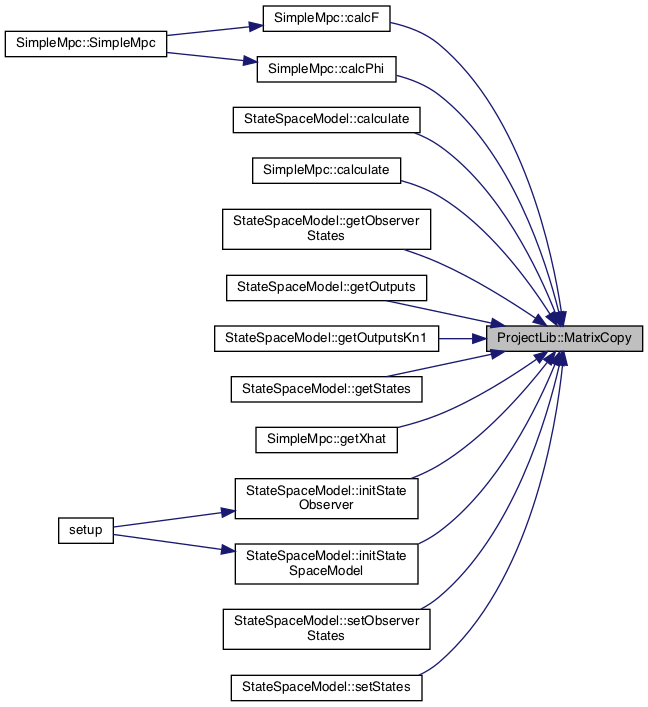 SimpleMpc::calcF
SimpleMpc::SimpleMpc
SimpleMpc::calcPhi
StateSpaceModel::calculate
SimpleMpc::calculate
StateSpaceModel::getObserver
States
StateSpaceModel::getOutputs
StateSpaceModel::getOutputsKn1
ProjectLib::MatrixCopy
StateSpaceModel::getStates
SimpleMpc::getXhat
StateSpaceModel::initState
Observer
setup
StateSpaceModel::initState
SpaceModel
StateSpaceModel::setObserver
States
StateSpaceModel::setStates